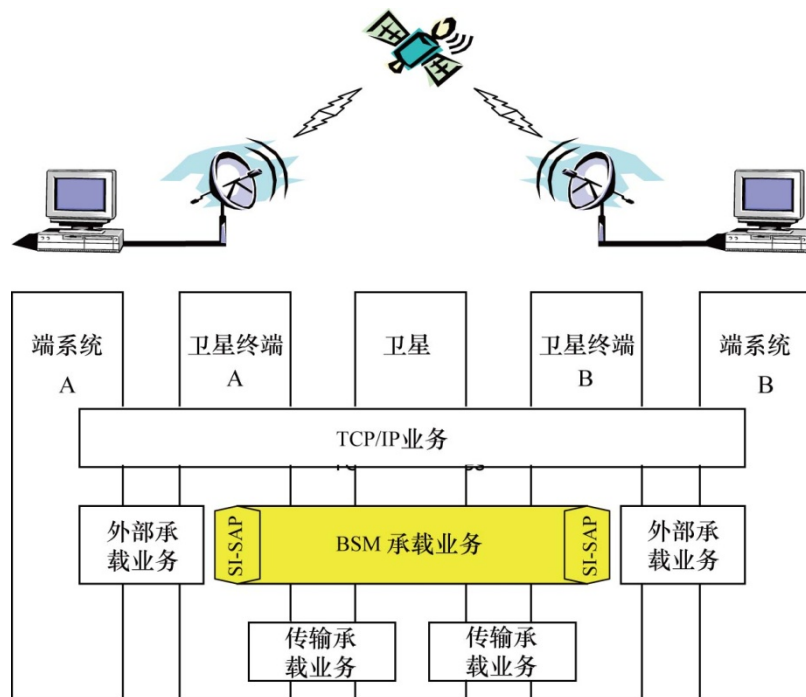 端系统
A
卫星终端
A
卫星
卫星终端
B
端系统
B
TCP/IP业务
外部承
载业务
SI-SAP
BSM 承载业务
SI-SAP
外部承
载业务
传输承
载业务
传输承
载业务